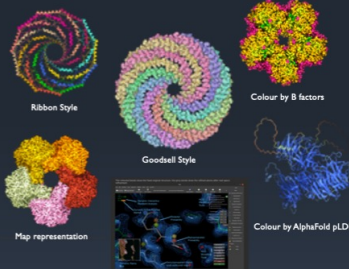 Ribbon Style
Goodsell Style
Colour by B factors
Map representation
Colour by AlphaFold pLD